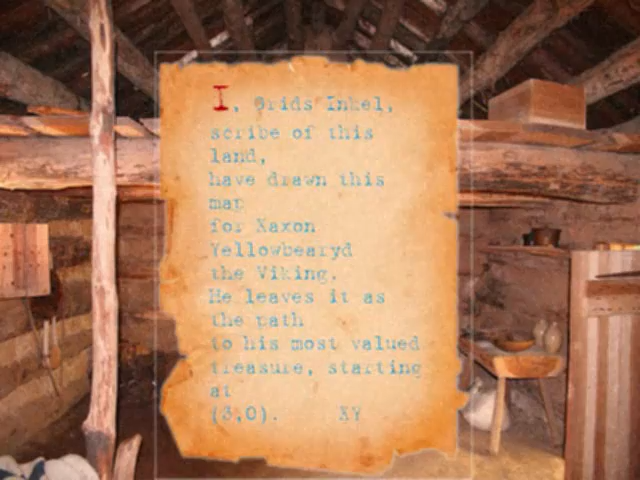 I, Grids Inkel,
scribe of this
land,
have drawn this
map
for Xaxon
Yellowbearyd
the Viking.
He leaves it as
the path
to his most valued
treasure, starting
at
(3,0). XY